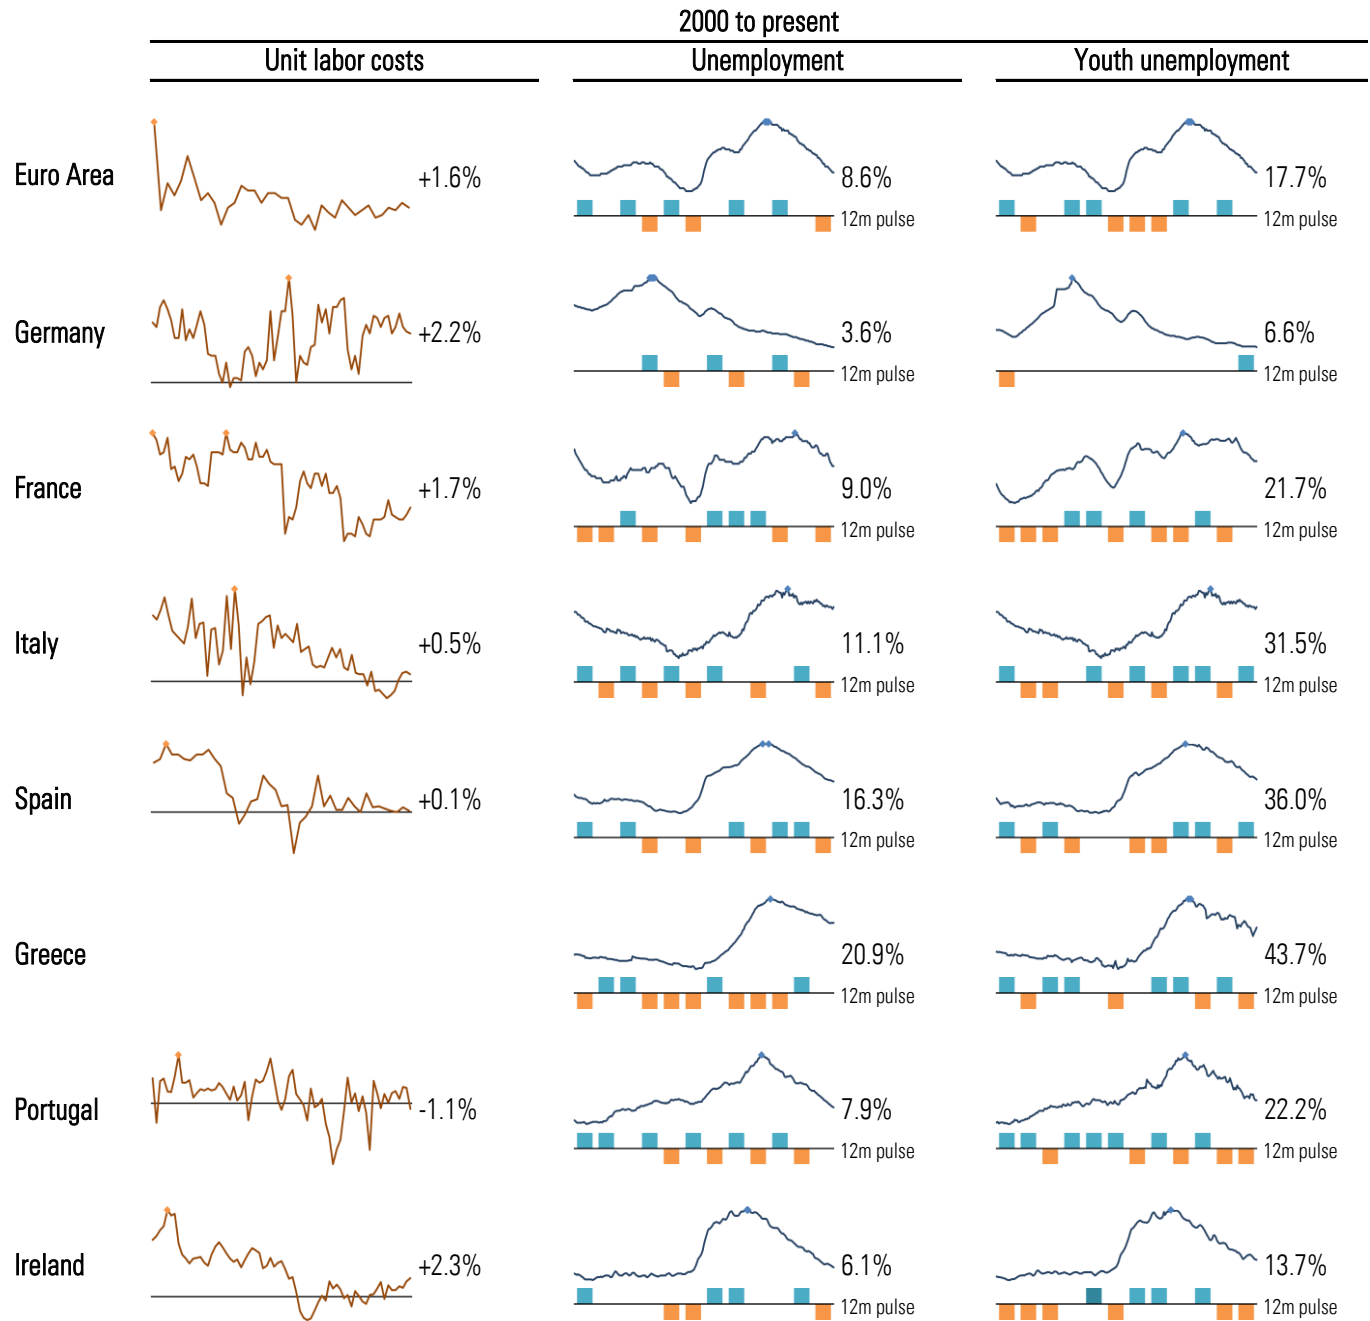 2000 to present
Unit labor costs Unemployment Youth unemployment
Euro Area +1.6% 8.6% 17.7%
12m pulse 12m pulse
Germany +2.2% 3.6% 6.6%
12m pulse 12m pulse
France +1.7% 9.0% 21.7%
12m pulse 12m pulse
Italy +0.5% 11.1% 31.5%
12m pulse 12m pulse
Spain +0.1% 16.3% 36.0%
12m pulse 12m pulse
Greece 20.9% 43.7%
12m pulse 12m pulse
Portugal -1.1% 7.9% 22.2%
12m pulse 12m pulse
Ireland +2.3% 6.1% 13.7%
12m pulse 12m pulse